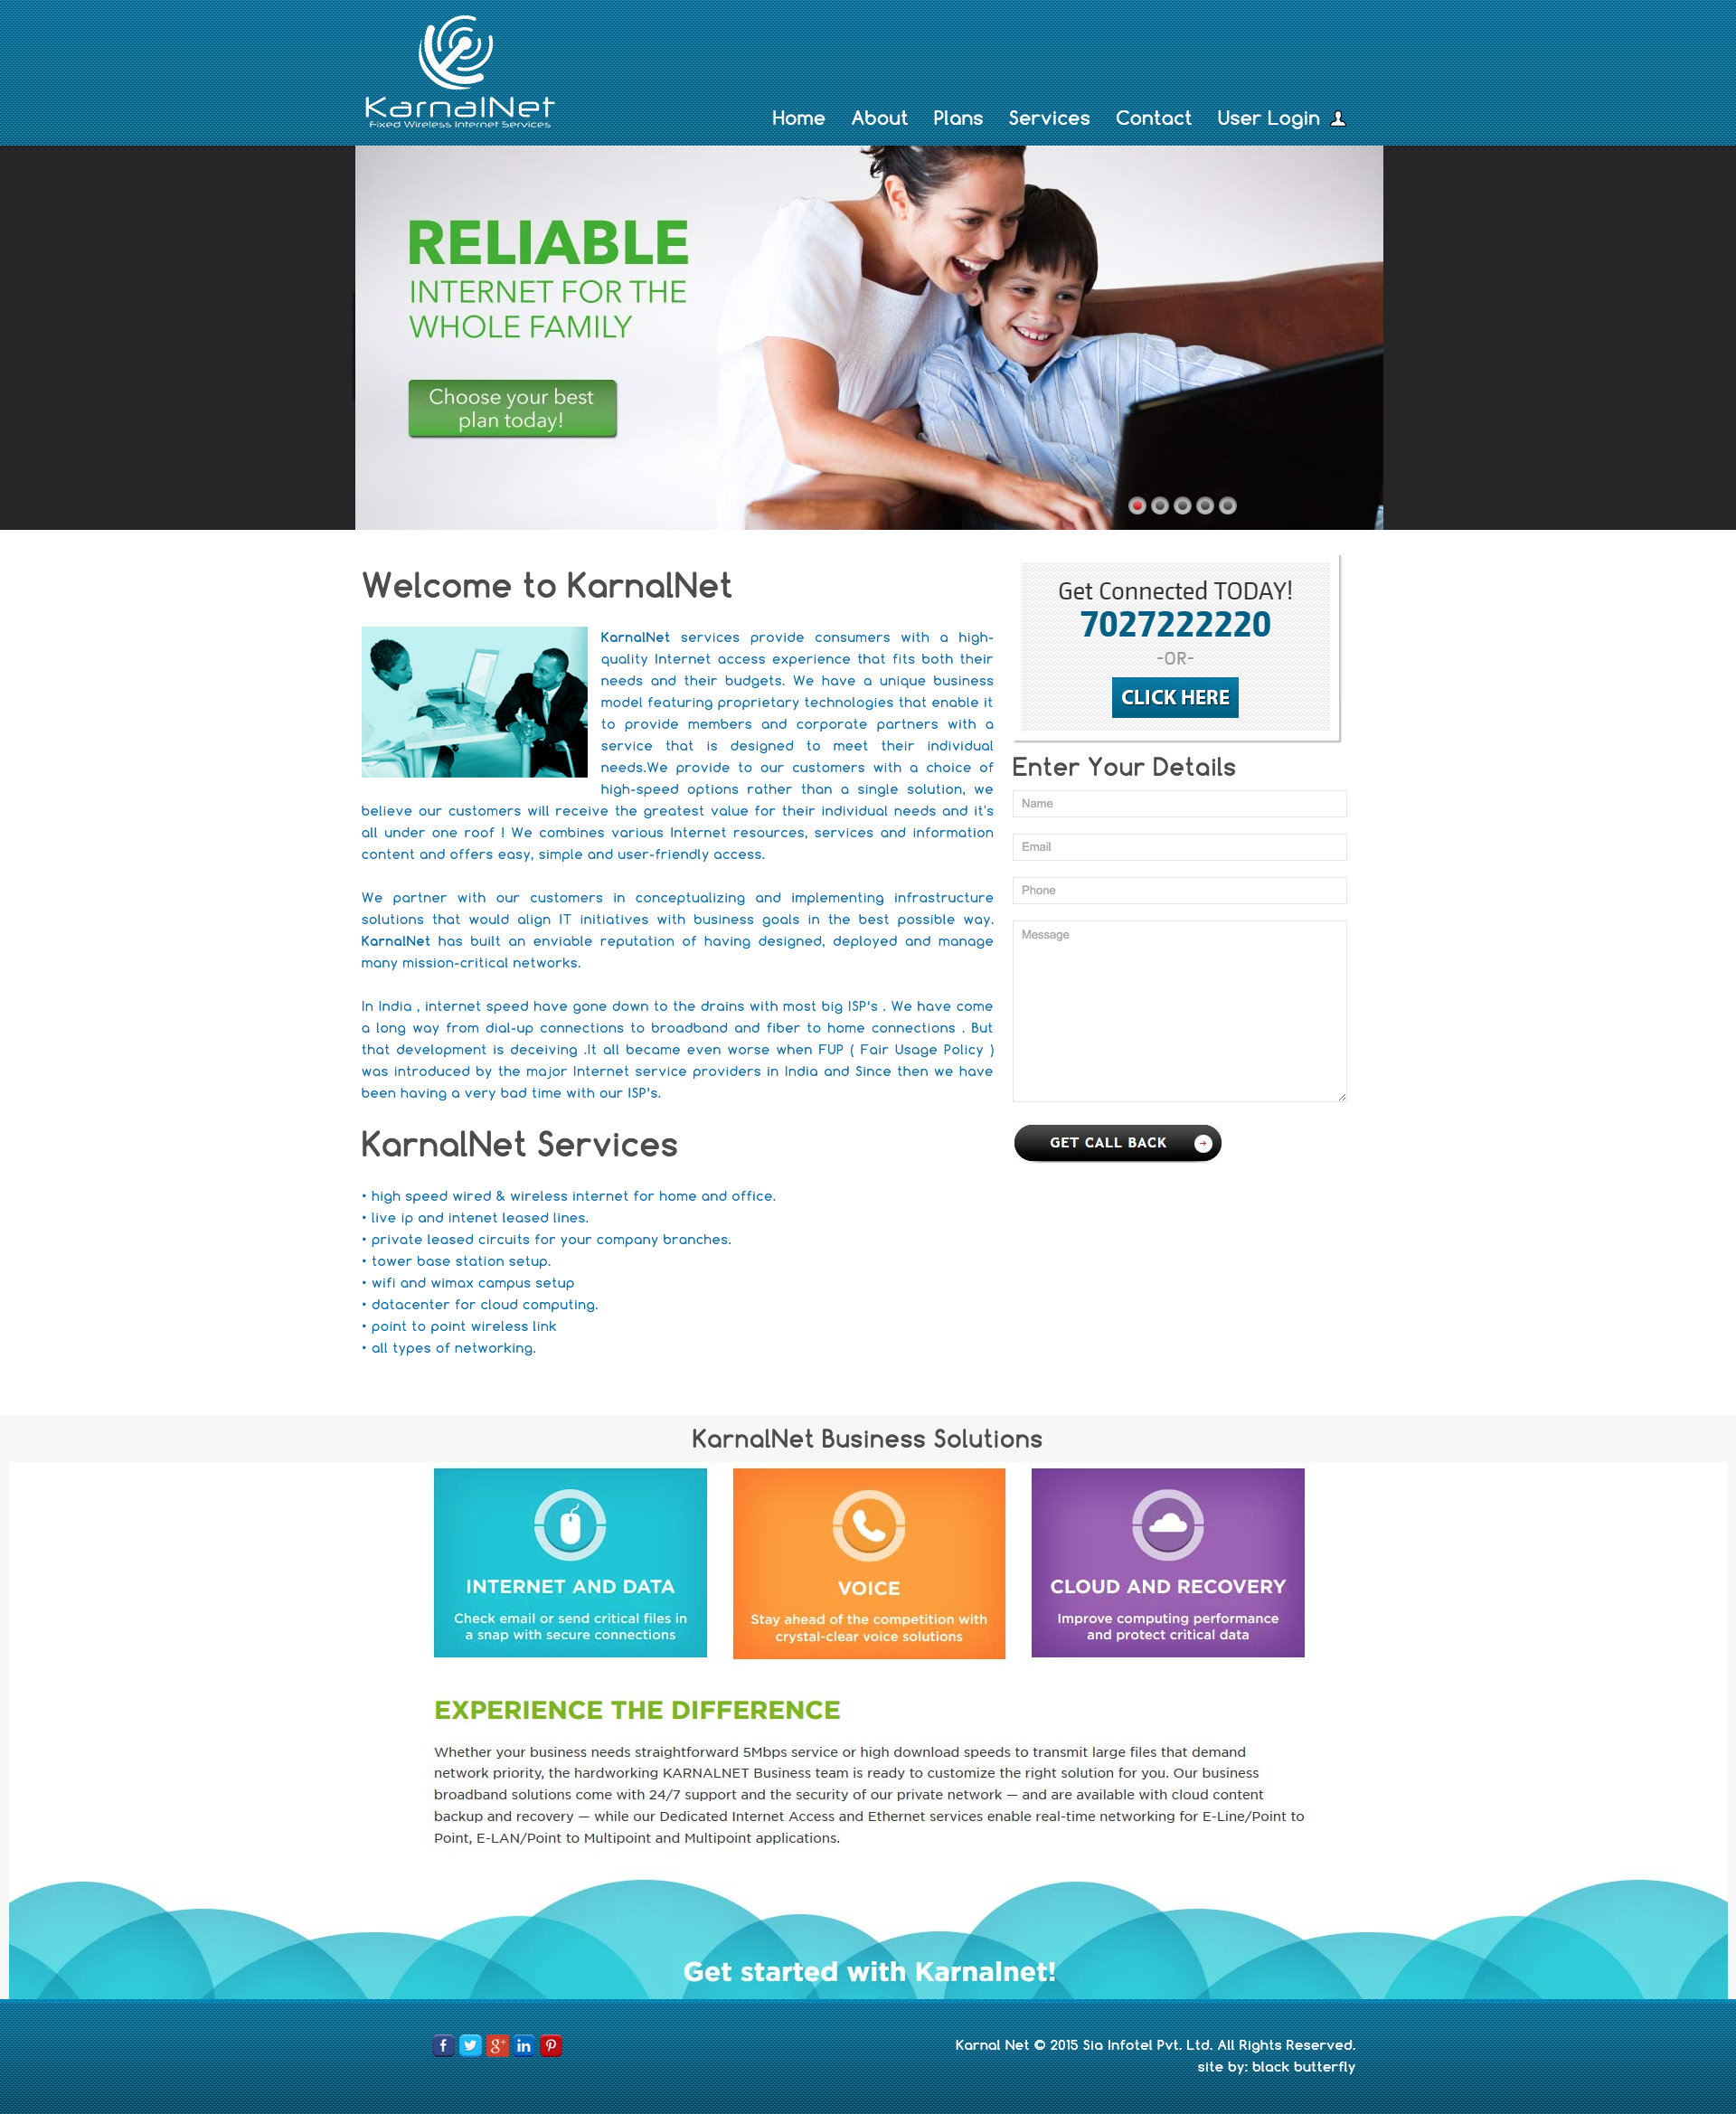 KarnalNet
Fixed Wireless Internet Services
Home About Plans Services Contact User Login
RELIABLE
INTERNET FOR THE
WHOLE FAMILY
Choose your best
plan today!
Welcome to KarnalNet
KarnalNet services provide consumers with a high-
quality Internet access experience that fits both their
needs and their budgets. We have a unique business
model featuring proprietary technologies that enable it
to provide members and corporate partners with a
service that is designed to meet their individual
needs.We provide to our customers with a choice of
high-speed options rather than a single solution, we
believe our customers will receive the greatest value for their individual needs and it's
all under one roof ! We combines various Internet resources, services and information
content and offers easy, simple and user-friendly access.
We partner with our customers in conceptualizing and implementing infrastructure
solutions that would align IT initiatives with business goals in the best possible way.
KarnalNet has built an enviable reputation of having designed, deployed and manage
many mission-critical networks.
In India , internet speed have gone down to the drains with most big ISP's . We have come
a long way from dial-up connections to broadband and fiber to home connections . But
that development is deceiving .It all became even worse when FUP ( Fair Usage Policy )
was introduced by the major Internet service providers in India and Since then we have
been having a very bad time with our ISP's.
KarnalNet Services
• high speed wired & wireless internet for home and office.
• live ip and intenet leased lines.
• private leased circuits for your company branches.
• tower base station setup.
• wifi and wimax campus setup
• datacenter for cloud computing.
• point to point wireless link
• all types of networking.
Get Connected TODAY!
7027222220
-OR-
CLICK HERE
Enter Your Details
Name
Email
Phone
Message
GET CALL BACK
KarnalNet Business Solutions
INTERNET AND DATA
Check email or send critical files in
a snap with secure connections
VOICE
Stay ahead of the competition with
crystal-clear voice solutions
CLOUD AND RECOVERY
Improve computing performance
and protect critical data
EXPERIENCE THE DIFFERENCE
Whether your business needs straightforward 5Mbps service or high download speeds to transmit large files that demand
network priority, the hardworking KARNALNET Business team is ready to customize the right solution for you. Our business
broadband solutions come with 24/7 support and the security of our private network — and are available with cloud content
backup and recovery — while our Dedicated Internet Access and Ethernet services enable real-time networking for E-Line/Point to
Point, E-LAN/Point to Multipoint and Multipoint applications.
Get started with Karnalnet!
f g+ in
Karnal Net © 2015 Sia Infotel Pvt. Ltd. All Rights Reserved.
site by: black butterfly